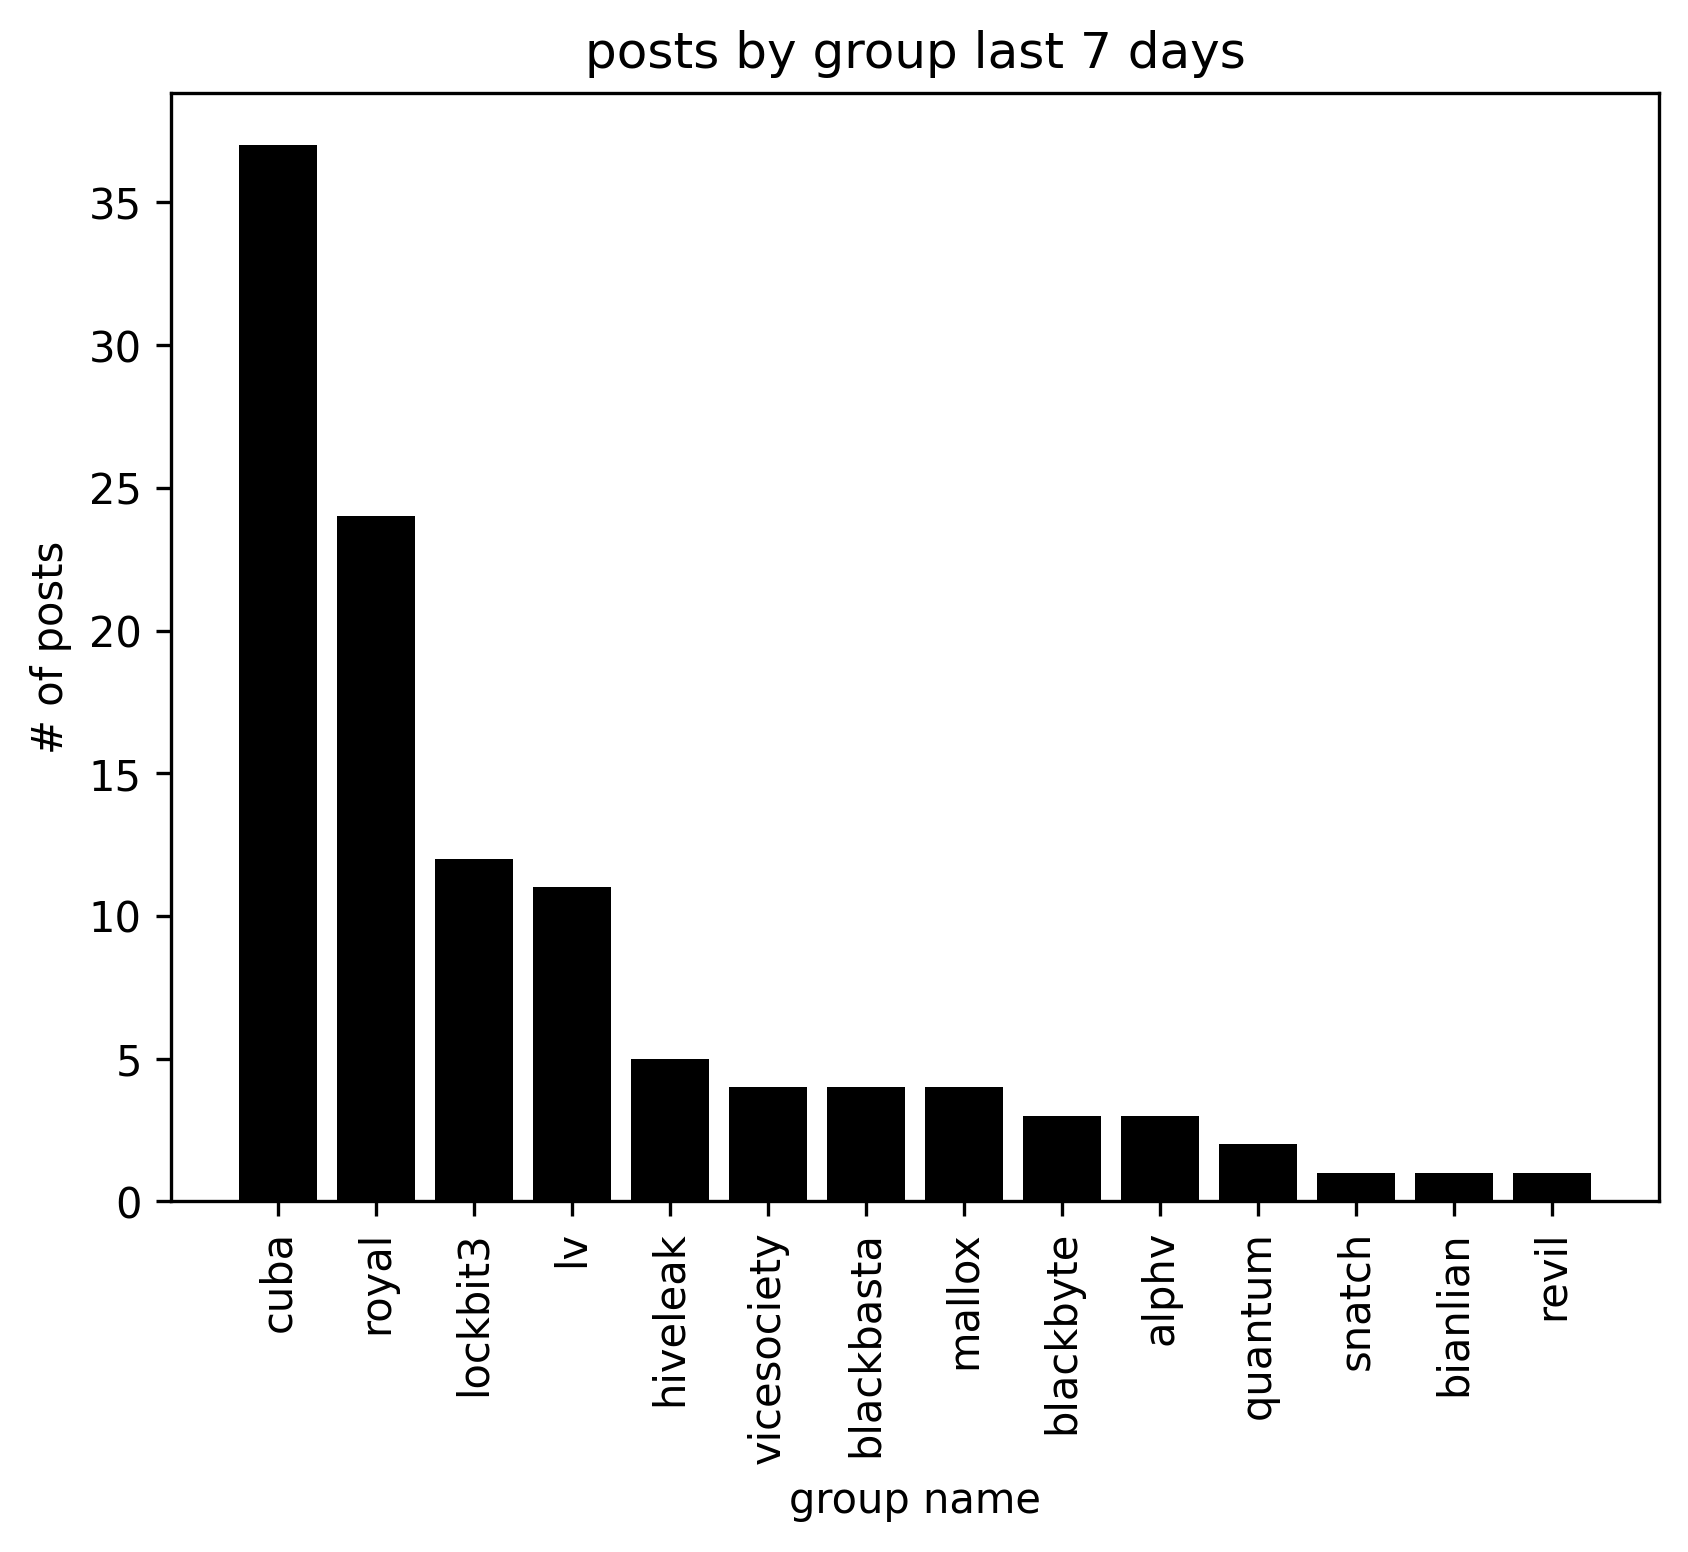 posts by group last 7 days
# of posts
35
30
25
20
15
10
5
0
cuba
royal
lockbit3
lv
hiveleak
vicesociety
blackbasta
mallox
blackbyte
alphv
quantum
snatch
bianlian
revil
group name